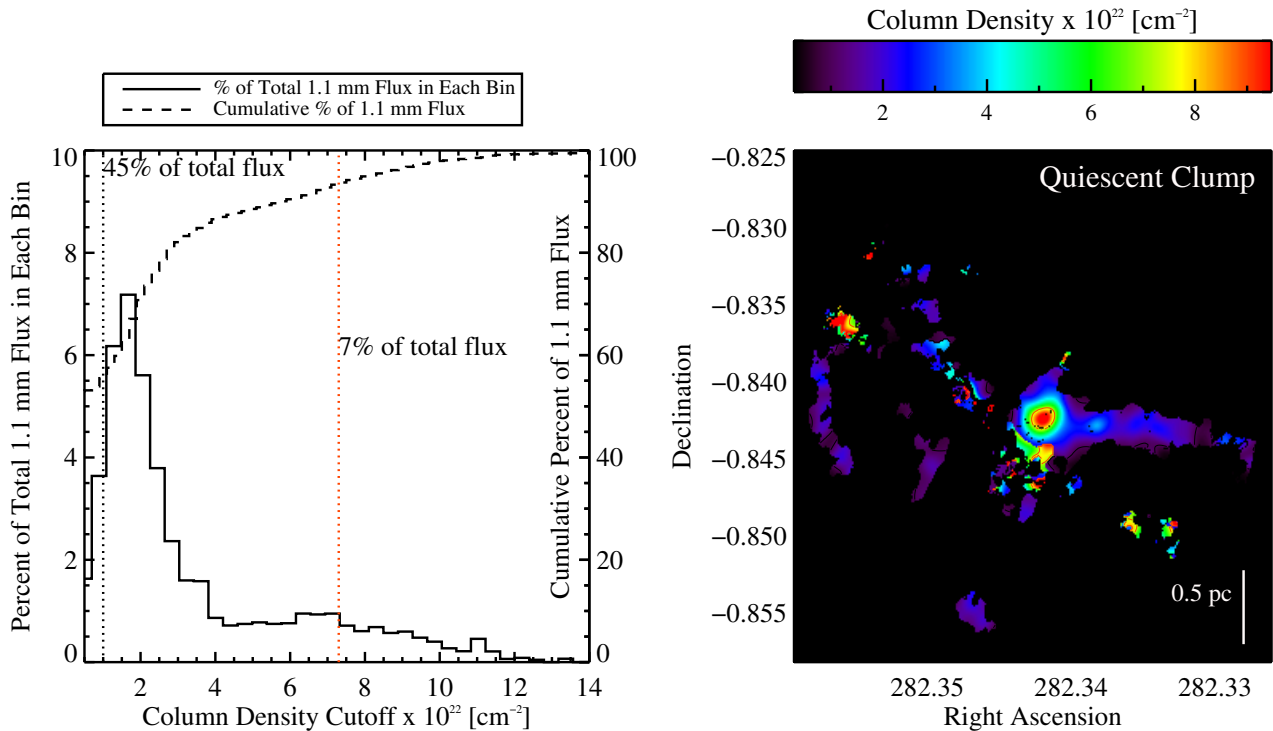 % of Total 1.1 mm Flux in Each Bin
Cumulative % of 1.1 mm Flux
45% of total flux
7% of total flux
Percent of Total 1.1 mm Flux in Each Bin
0
2
4
6
8
10
Cumulative Percent of 1.1 mm Flux
0
20
40
60
80
100
2 4 6 8 10 12 14
Column Density Cutoff x 10²² [cm⁻²]
Column Density x 10²² [cm⁻²]
2 4 6 8
Quiescent Clump
Declination
−0.825
−0.830
−0.835
−0.840
−0.845
−0.850
−0.855
0.5 pc
282.35 282.34 282.33
Right Ascension